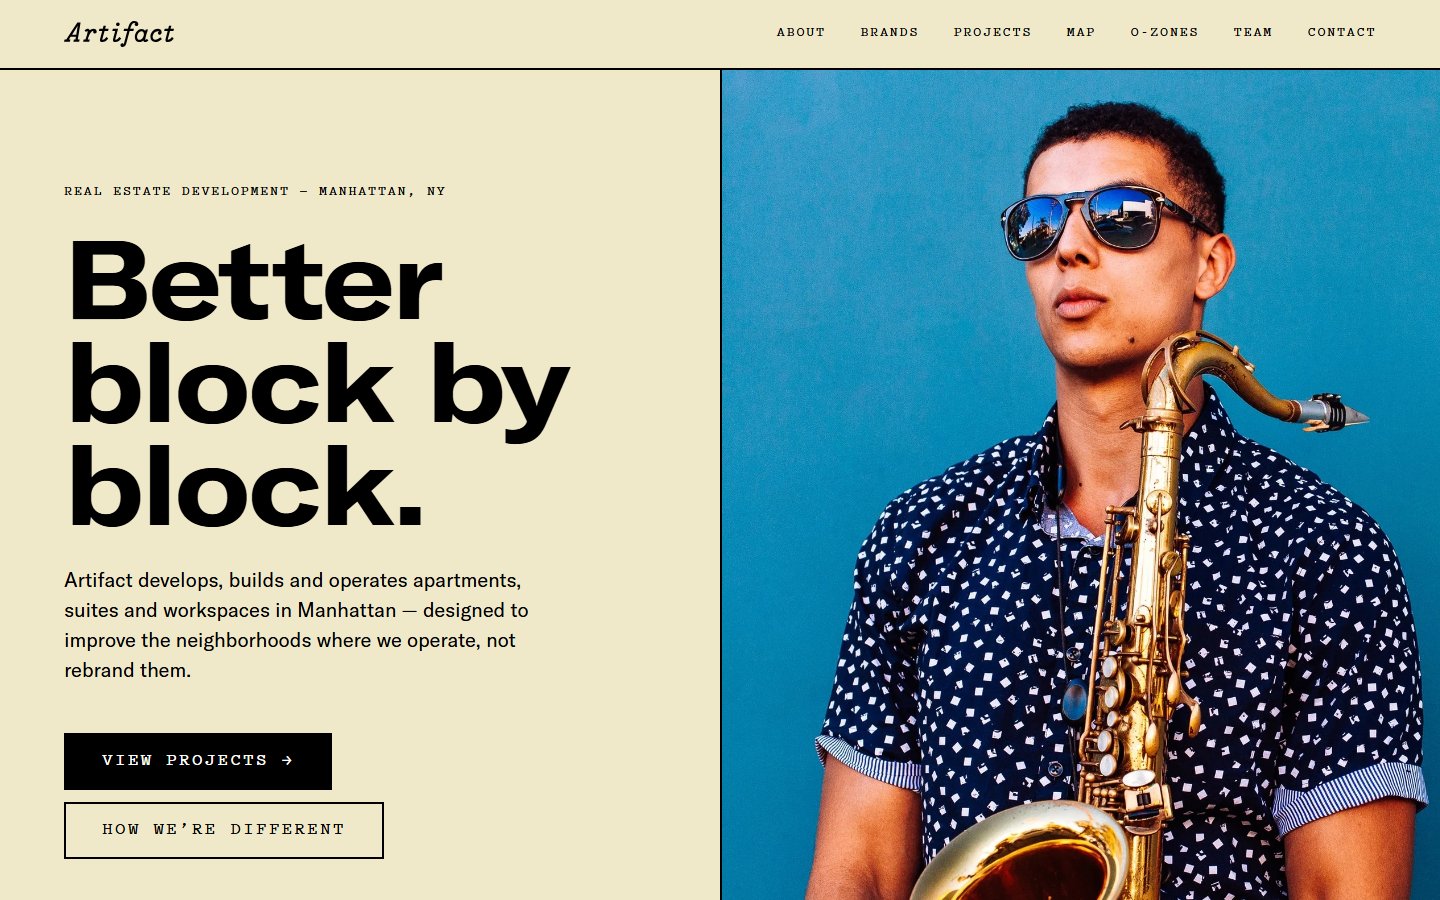 Artifact
ABOUT BRANDS PROJECTS MAP O-ZONES TEAM CONTACT
REAL ESTATE DEVELOPMENT — MANHATTAN, NY
Better
block by
block.
Artifact develops, builds and operates apartments,
suites and workspaces in Manhattan — designed to
improve the neighborhoods where we operate, not
rebrand them.
VIEW PROJECTS →
HOW WE’RE DIFFERENT